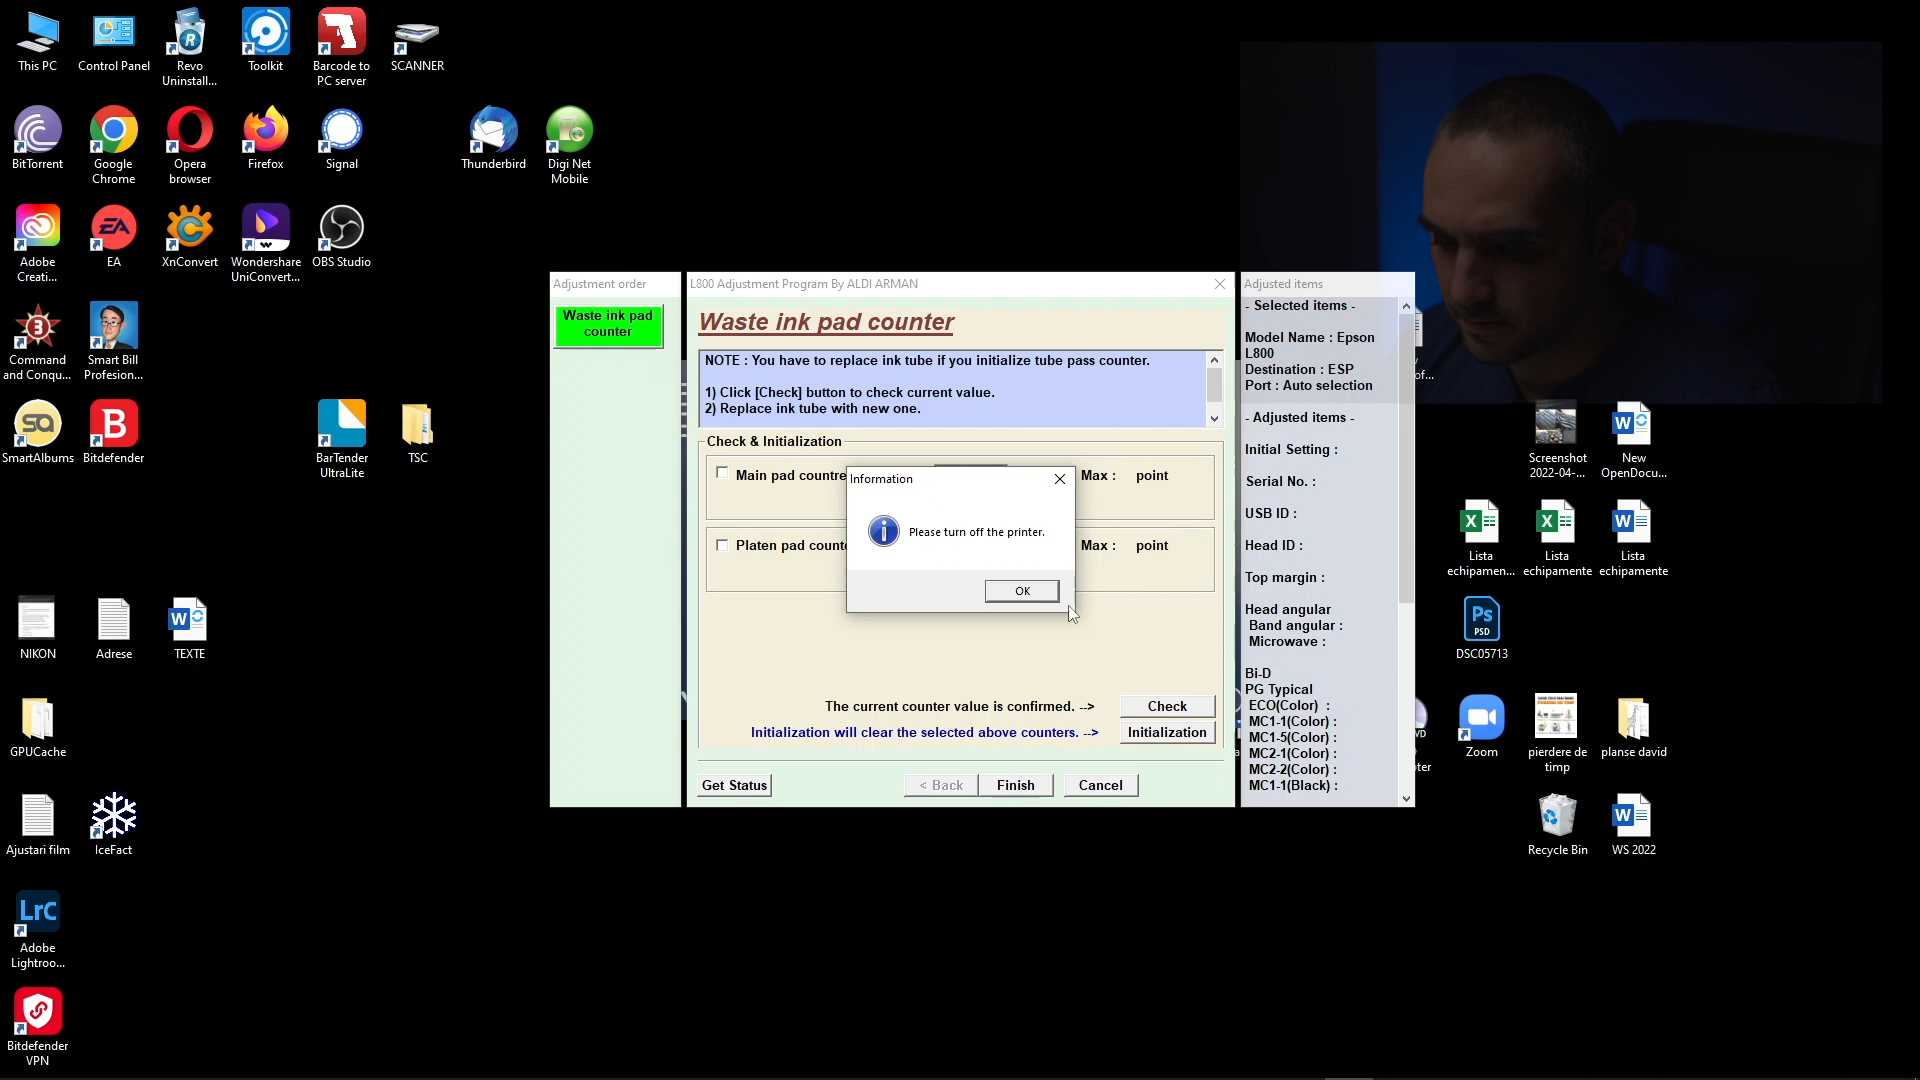 This PC
Control Panel
Revo
Uninstall...
Toolkit
Barcode to
PC server
SCANNER
BitTorrent
Google
Chrome
Opera
browser
Firefox
Signal
Thunderbird
Digi Net
Mobile
Adobe
Creati...
EA
XnConvert
Wondershare
UniConvert...
OBS Studio
Command
and Conqu...
Smart Bill
Profesion...
SmartAlbums
Bitdefender
BarTender
UltraLite
TSC
NIKON
Adrese
TEXTE
GPUCache
Ajustari film
IceFact
Adobe
Lightroo...
Bitdefender
VPN
Adjustment order
Waste ink pad
counter
L800 Adjustment Program By ALDI ARMAN
Waste ink pad counter
NOTE : You have to replace ink tube if you initialize tube pass counter.
1) Click [Check] button to check current value.
2) Replace ink tube with new one.
Check & Initialization
Main pad countre
Max : point
Platen pad counte
Max : point
Information
Please turn off the printer.
OK
The current counter value is confirmed. -->
Check
Initialization will clear the selected above counters. -->
Initialization
Get Status
< Back
Finish
Cancel
Adjusted items
- Selected items -
Model Name : Epson
L800
Destination : ESP
Port : Auto selection
- Adjusted items -
Initial Setting :
Serial No. :
USB ID :
Head ID :
Top margin :
Head angular
Band angular :
Microwave :
Bi-D
PG Typical
ECO(Color) :
MC1-1(Color) :
MC1-5(Color) :
MC2-1(Color) :
MC2-2(Color) :
MC1-1(Black) :
Screenshot
2022-04-...
New
OpenDocu...
Lista
echipamen...
Lista
echipamente
Lista
echipamente
Ps
PSD
DSC05713
Zoom
pierdere de
timp
planse david
Recycle Bin
WS 2022